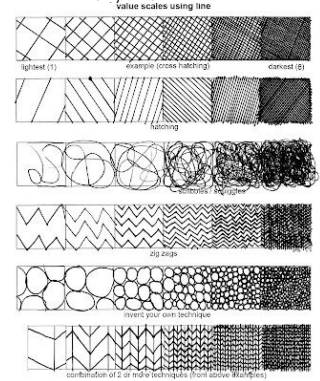 value scales using line
lightest (1) example (cross hatching) darkest (6)
hatching
scribbles / squiggles
zig zags
invent your own technique
combination of 2 or more techniques (from above examples)